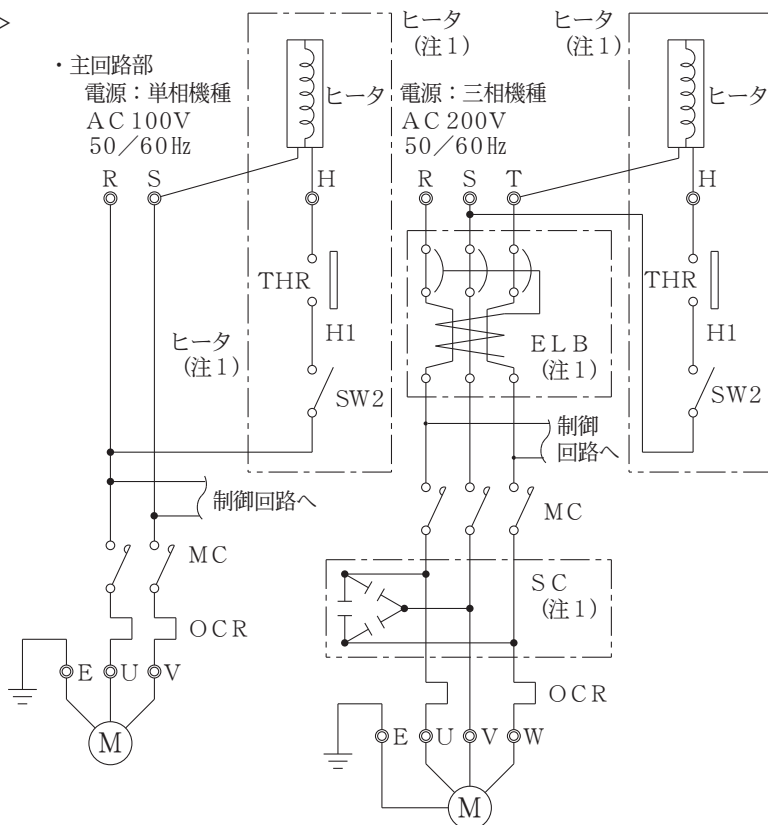 >
・主回路部
電源：単相機種
AC100V
50／60Hz
R
S
ヒータ
(注1)
ヒータ
H
THR
H1
SW2
ヒータ
(注1)
制御回路へ
MC
OCR
E
U
V
M
電源：三相機種
AC200V
50／60Hz
R
S
T
ヒータ
(注1)
ヒータ
H
THR
H1
SW2
ELB
(注1)
制御
回路へ
MC
SC
(注1)
OCR
E
U
V
W
M